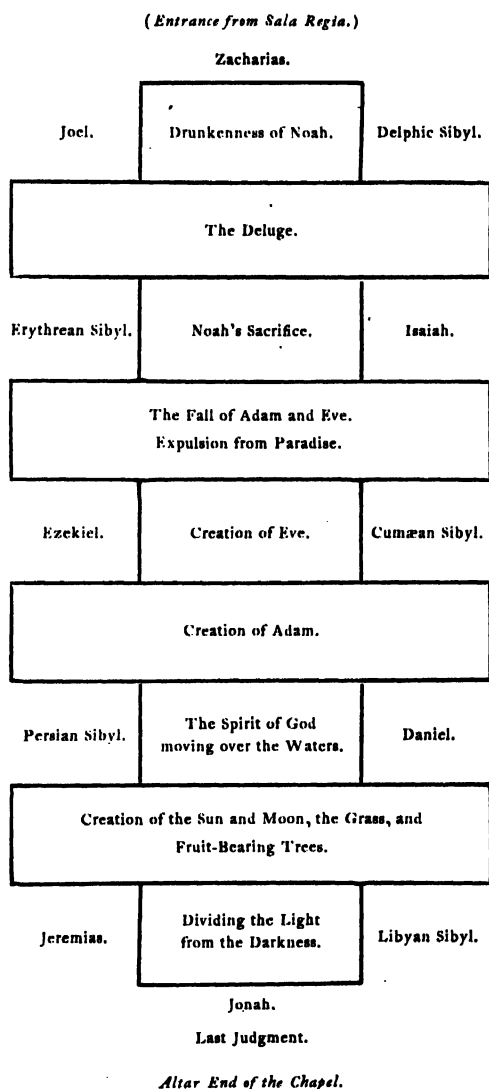 (Entrance from Sala Regia.)
Zacharias.
Joel. Drunkenness of Noah. Delphic Sibyl.
The Deluge.
Erythrean Sibyl. Noah's Sacrifice. Isaiah.
The Fall of Adam and Eve.
Expulsion from Paradise.
Ezekiel. Creation of Eve. Cumæan Sibyl.
Creation of Adam.
Persian Sibyl. The Spirit of God moving over the Waters. Daniel.
Creation of the Sun and Moon, the Grass, and
Fruit-Bearing Trees.
Jeremias. Dividing the Light from the Darkness. Libyan Sibyl.
Jonah.
Last Judgment.
Altar End of the Chapel.